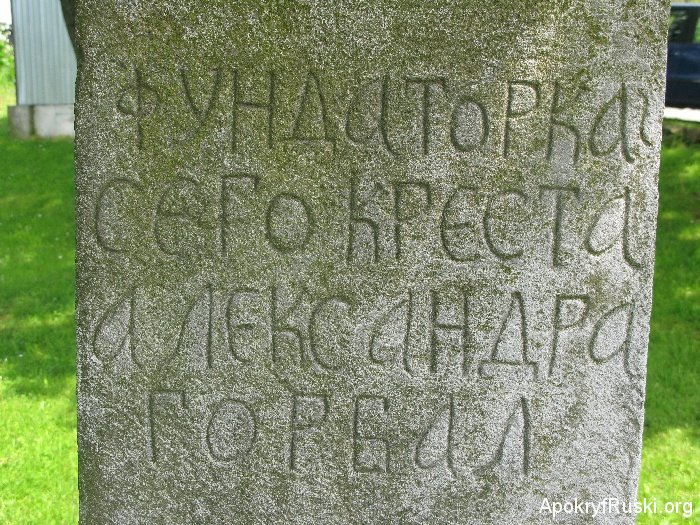 ФУНДАТОРКА
СЕГО КРЕСТА
АЛЕКСАНДРА
ГОРБАЛ
ApokryfRuski.org